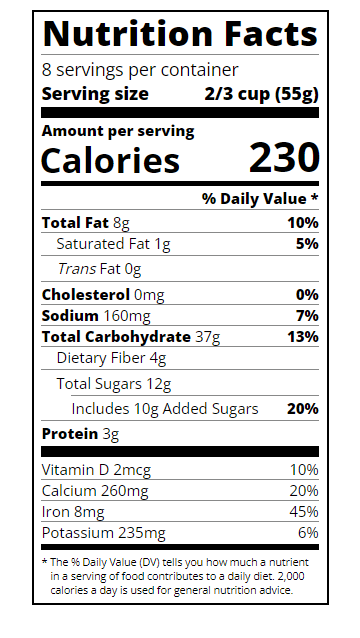 Nutrition Facts
8 servings per container
Serving size 2/3 cup (55g)
Amount per serving
Calories 230
% Daily Value *
Total Fat 8g 10%
Saturated Fat 1g 5%
Trans Fat 0g
Cholesterol 0mg 0%
Sodium 160mg 7%
Total Carbohydrate 37g 13%
Dietary Fiber 4g
Total Sugars 12g
Includes 10g Added Sugars 20%
Protein 3g
Vitamin D 2mcg 10%
Calcium 260mg 20%
Iron 8mg 45%
Potassium 235mg 6%
* The % Daily Value (DV) tells you how much a nutrient
in a serving of food contributes to a daily diet. 2,000
calories a day is used for general nutrition advice.